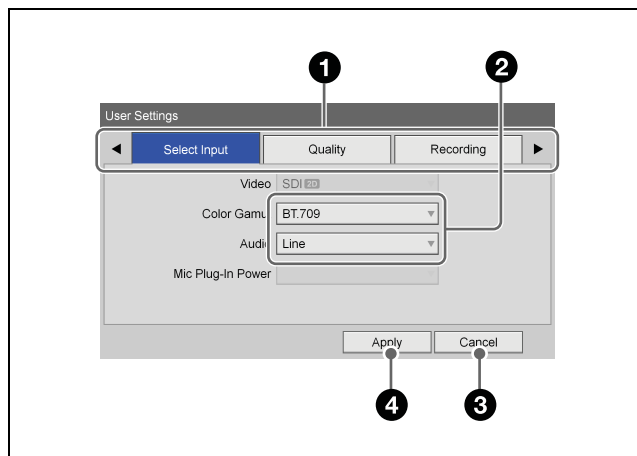 1
2
User Settings
◀ Select Input Quality Recording ▶
Video SDI 2D
Color Gamu BT.709 ▼
Audi Line ▼
Mic Plug-In Power
Apply Cancel
4
3